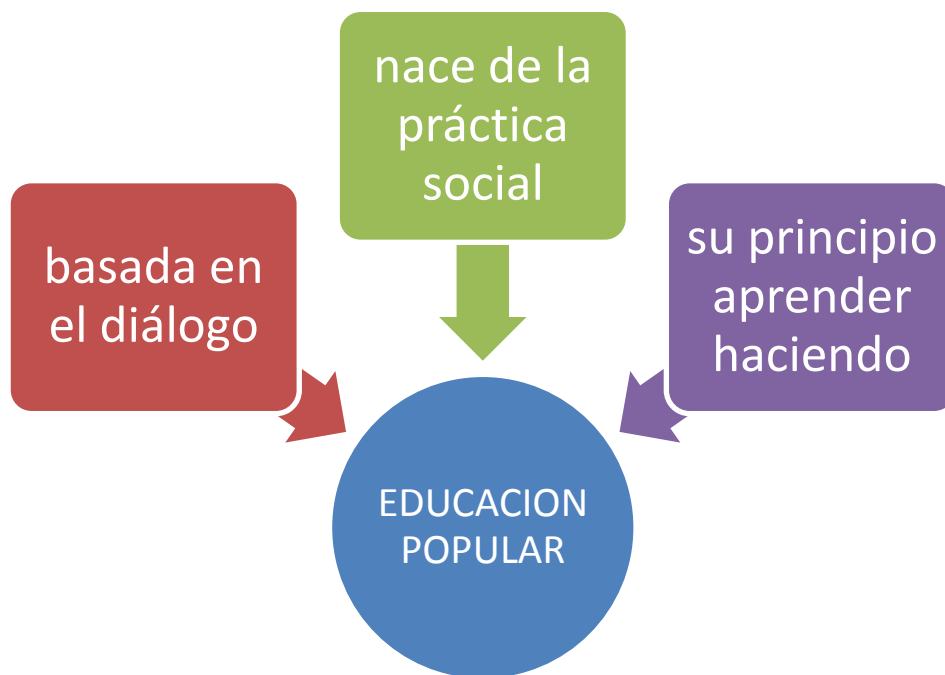 nace de la
práctica
social
basada en
el diálogo
su principio
aprender
haciendo
EDUCACION
POPULAR